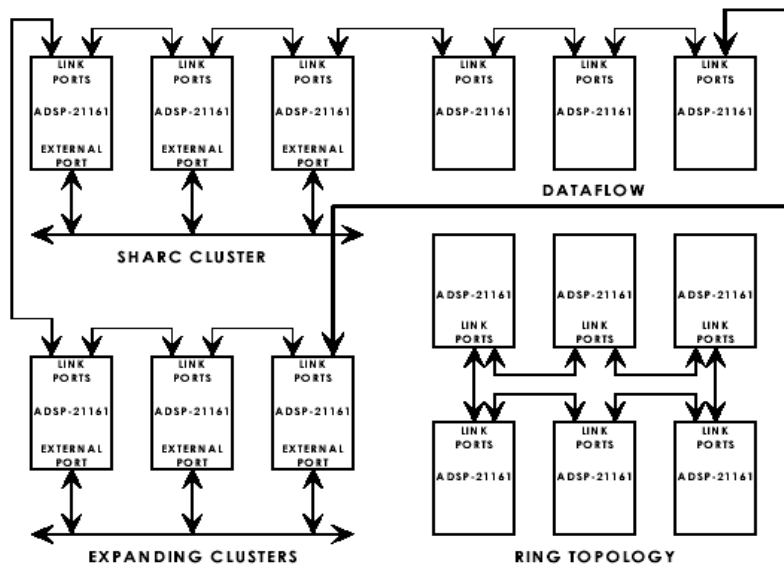 LINK
PORTS
ADSP-21161
EXTERNAL
PORT
LINK
PORTS
ADSP-21161
EXTERNAL
PORT
LINK
PORTS
ADSP-21161
EXTERNAL
PORT
LINK
PORTS
ADSP-21161
LINK
PORTS
ADSP-21161
LINK
PORTS
ADSP-21161
DATAFLOW
SHARC CLUSTER
ADSP-21161
LINK
PORTS
ADSP-21161
LINK
PORTS
ADSP-21161
LINK
PORTS
LINK
PORTS
ADSP-21161
EXTERNAL
PORT
LINK
PORTS
ADSP-21161
EXTERNAL
PORT
LINK
PORTS
ADSP-21161
EXTERNAL
PORT
LINK
PORTS
ADSP-21161
LINK
PORTS
ADSP-21161
LINK
PORTS
ADSP-21161
EXPANDING CLUSTERS
RING TOPOLOGY